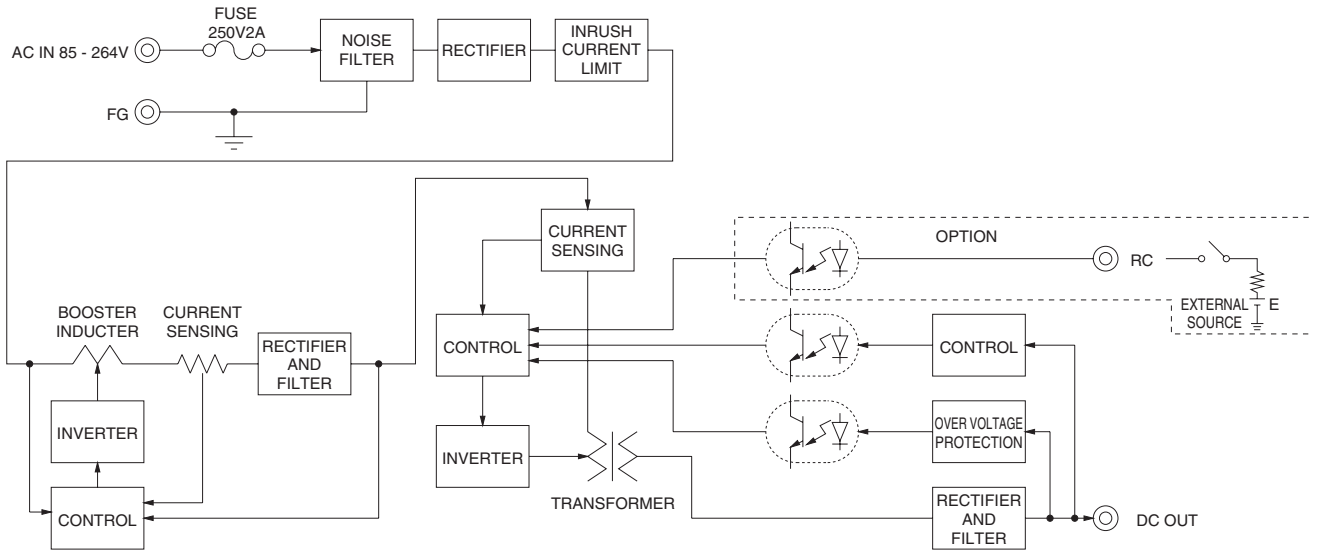 FUSE
250V2A
AC IN 85 - 264V
NOISE
FILTER
RECTIFIER
INRUSH
CURRENT
LIMIT
FG
CURRENT
SENSING
OPTION
RC
EXTERNAL
SOURCE
E
BOOSTER
INDUCTER
CURRENT
SENSING
RECTIFIER
AND
FILTER
CONTROL
CONTROL
INVERTER
INVERTER
OVER VOLTAGE
PROTECTION
TRANSFORMER
CONTROL
RECTIFIER
AND
FILTER
DC OUT